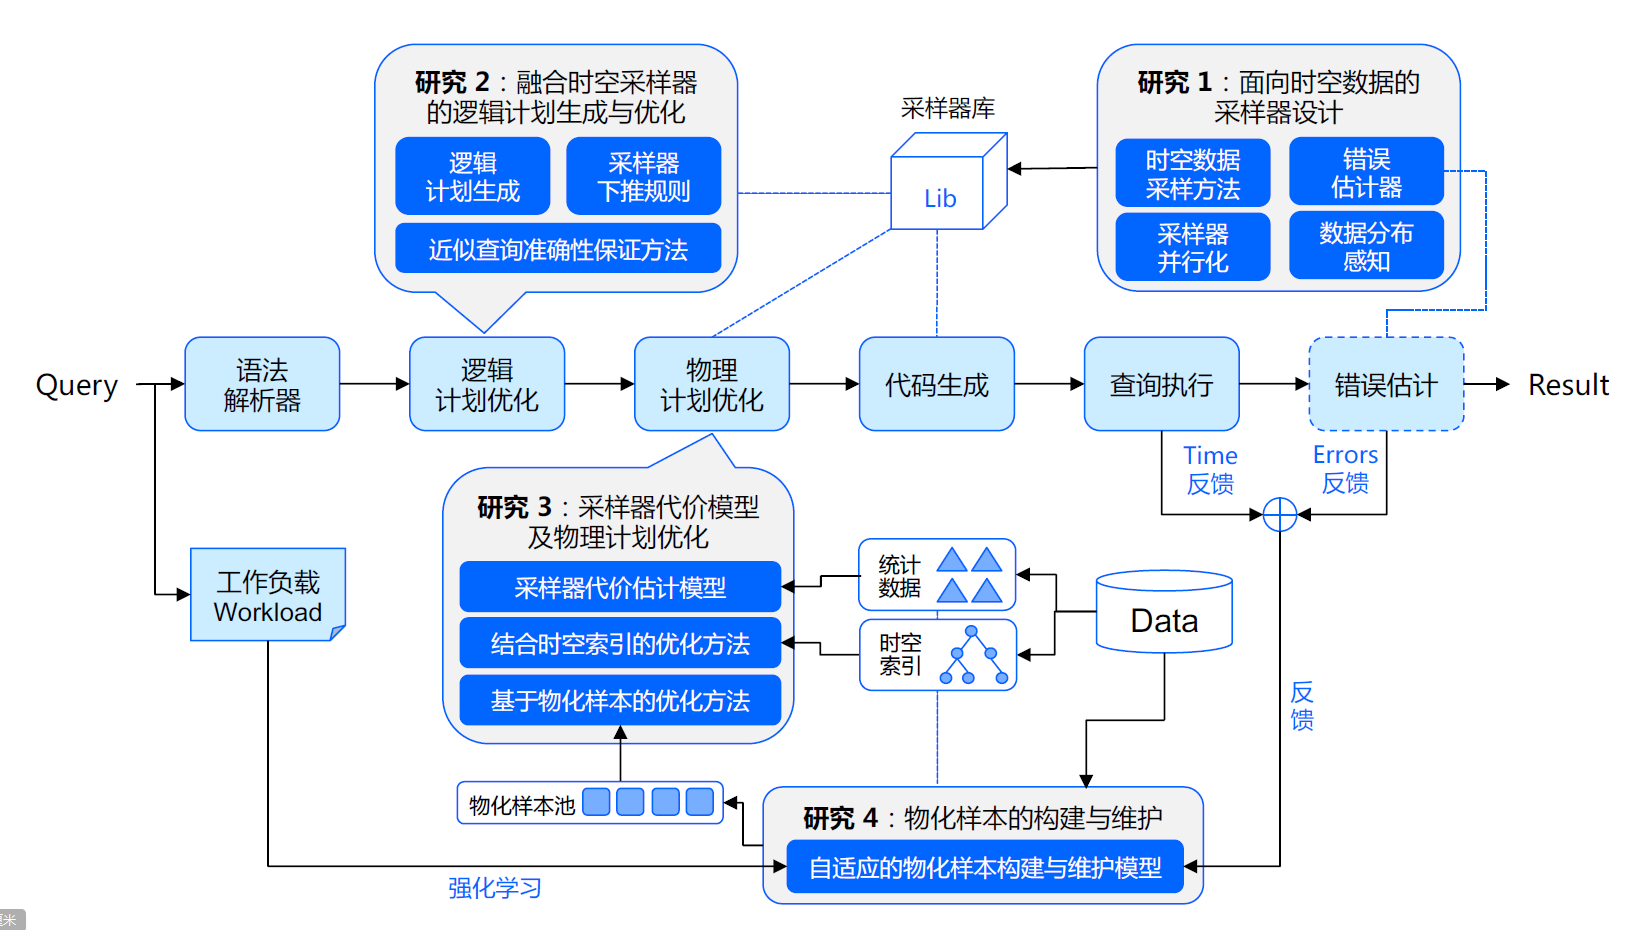 研究 2：融合时空采样器
的逻辑计划生成与优化
逻辑
计划生成
采样器
下推规则
近似查询准确性保证方法
采样器库
Lib
研究 1：面向时空数据的
采样器设计
时空数据
采样方法
错误
估计器
采样器
并行化
数据分布
感知
Query
语法
解析器
逻辑
计划优化
物理
计划优化
代码生成
查询执行
错误估计
Result
Time
反馈
Errors
反馈
研究 3：采样器代价模型
及物理计划优化
采样器代价估计模型
结合时空索引的优化方法
基于物化样本的优化方法
统计
数据
时空
索引
Data
工作负载
Workload
反
馈
物化样本池
研究 4：物化样本的构建与维护
自适应的物化样本构建与维护模型
强化学习